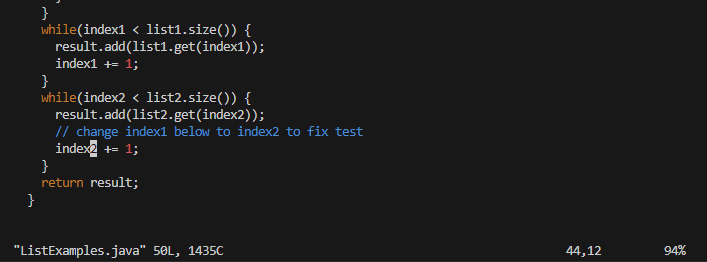 }
    while(index1 < list1.size()) {
      result.add(list1.get(index1));
      index1 += 1;
    }
    while(index2 < list2.size()) {
      result.add(list2.get(index2));
      // change index1 below to index2 to fix test
      index2 += 1;
    }
    return result;
  }
"ListExamples.java" 50L, 1435C 44,12 94%